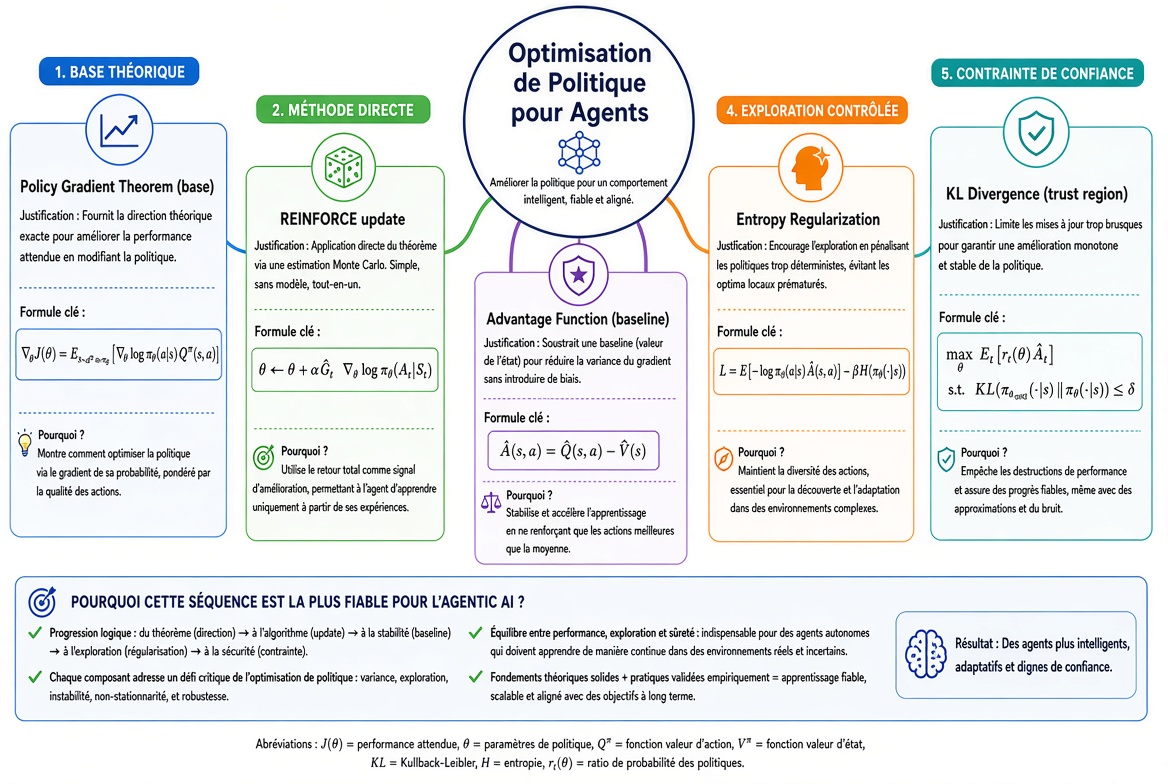 Optimisation
de Politique
pour Agents
Améliorer la politique pour un comportement
intelligent, fiable et aligné.
1. BASE THÉORIQUE
Policy Gradient Theorem (base)
Justification : Fournit la direction théorique
exacte pour améliorer la performance
attendue en modifiant la politique.
Formule clé :
∇_θ J(θ) = E [∇_θ log π_θ(a|s) Q^π(s,a)]
Pourquoi ?
Montre comment optimiser la politique
via le gradient de sa probabilité, pondéré par
la qualité des actions.
2. MÉTHODE DIRECTE
REINFORCE update
Justification : Application directe du théorème
via une estimation Monte Carlo. Simple,
sans modèle, tout-en-un.
Formule clé :
θ ← θ + αĜ_t ∇_θ log π_θ(A_t|S_t)
Pourquoi ?
Utilise le retour total comme signal
d'amélioration, permettant à l'agent d'apprendre
uniquement à partir de ses expériences.
Advantage Function (baseline)
Justification : Soustrait une baseline (valeur
de l'état) pour réduire la variance du gradient
sans introduire de biais.
Formule clé :
Â(s, a) = Q̂(s, a) − V̂(s)
Pourquoi ?
Stabilise et accélère l'apprentissage
en ne renforçant que les actions meilleures
que la moyenne.
4. EXPLORATION CONTRÔLÉE
Entropy Regularization
Justification : Encourage l'exploration en pénalisant
les politiques trop déterministes, évitant les
optima locaux prématurés.
Formule clé :
L = E[−log π_θ(a|s)Â(s, a)] − βH(π_θ(·|s))
Pourquoi ?
Maintient la diversité des actions,
essentiel pour la découverte et l'adaptation
dans des environnements complexes.
5. CONTRAINTE DE CONFIANCE
KL Divergence (trust region)
Justification : Limite les mises à jour trop brusques
pour garantir une amélioration monotone
et stable de la politique.
Formule clé :
max_θ E_t [r_t(θ) Â_t]
s.t. KL(π_θ (·|s) ‖ π_θ(·|s)) ≤ δ
Pourquoi ?
Empêche les destructions de performance
et assure des progrès fiables, même avec des
approximations et du bruit.
POURQUOI CETTE SÉQUENCE EST LA PLUS FIABLE POUR L'AGENTIC AI ?
Progression logique : du théorème (direction) → à l'algorithme (update) → à la stabilité (baseline)
→ à l'exploration (régularisation) → à la sécurité (contrainte).
Chaque composant adresse un défi critique de l'optimisation de politique : variance, exploration,
instabilité, non-stationnarité, et robustesse.
Équilibre entre performance, exploration et sûreté : indispensable pour des agents autonomes
qui doivent apprendre de manière continue dans des environnements réels et incertains.
Fondements théoriques solides + pratiques validées empiriquement = apprentissage fiable,
scalable et aligné avec des objectifs à long terme.
Résultat : Des agents plus intelligents,
adaptatifs et dignes de confiance.
Abréviations : J(θ) = performance attendue, θ = paramètres de politique, Q^π = fonction valeur d'action, V^π = fonction valeur d'état,
KL = Kullback-Leibler, H = entropie, r_t(θ) = ratio de probabilité des politiques.